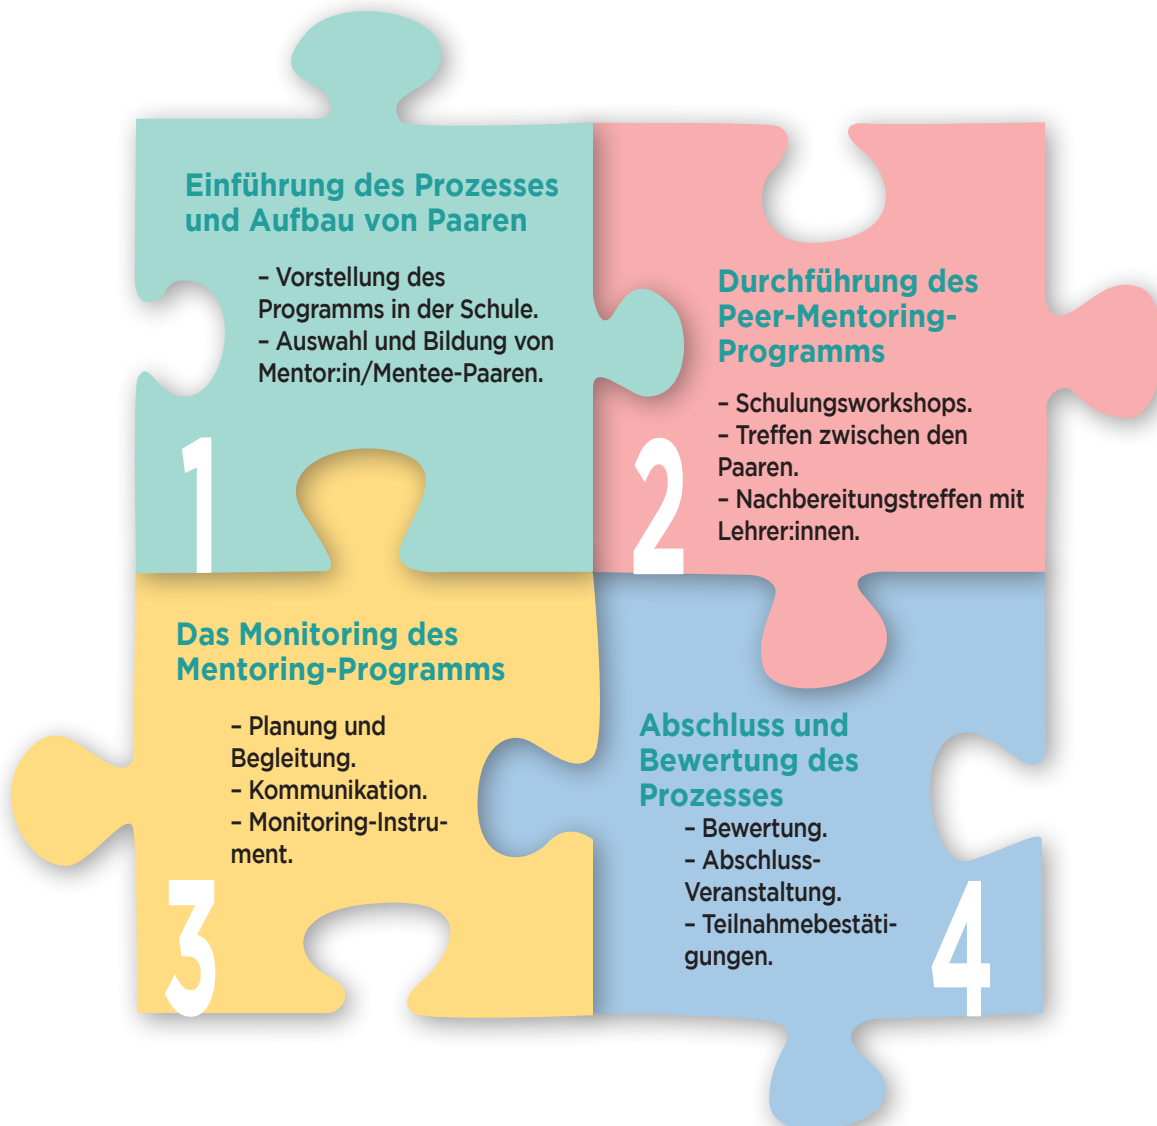 Einführung des Prozesses
und Aufbau von Paaren
– Vorstellung des
Programms in der Schule.
– Auswahl und Bildung von
Mentor:in/Mentee-Paaren.
1
Durchführung des
Peer-Mentoring-
Programms
– Schulungsworkshops.
– Treffen zwischen den
Paaren.
– Nachbereitungstreffen mit
Lehrer:innen.
2
Das Monitoring des
Mentoring-Programms
– Planung und
Begleitung.
– Kommunikation.
– Monitoring-Instru-
ment.
3
Abschluss und
Bewertung des
Prozesses
– Bewertung.
– Abschluss-
Veranstaltung.
– Teilnahmebestäti-
gungen.
4